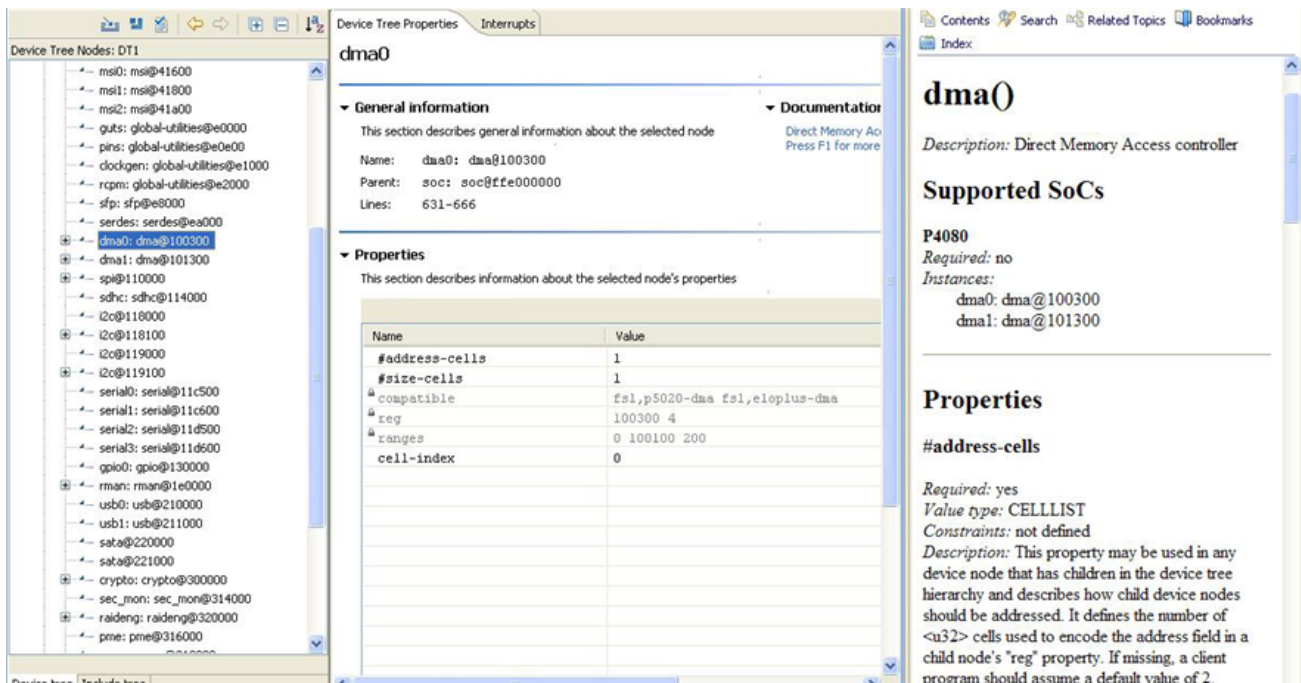 Device Tree Nodes: DT1
msi0: msi@41600
msi1: msi@41800
msi2: msi@41a00
guts: global-utilities@e0000
pins: global-utilities@e0e00
clockgen: global-utilities@e1000
rcpm: global-utilities@e2000
sfp: sfp@e8000
serdes: serdes@ea000
dma0: dma@100300
dma1: dma@101300
spi@110000
sdhc: sdhc@114000
i2c@118000
i2c@118100
i2c@119000
i2c@119100
serial0: serial@11c500
serial1: serial@11c600
serial2: serial@11d500
serial3: serial@11d600
gpio0: gpio@130000
rman: rman@1e0000
usb0: usb@210000
usb1: usb@211000
sata@220000
sata@221000
crypto: crypto@300000
sec_mon: sec_mon@314000
raideng: raideng@320000
pme: pme@316000
Device tree Include tree
Device Tree Properties Interrupts
dma0
General information
This section describes general information about the selected node
Name: dma0: dma@100300
Parent: soc: soc@ffe000000
Lines: 631-666
Documentation
Direct Memory Ac
Press F1 for more
Properties
This section describes information about the selected node's properties
Name Value
#address-cells 1
#size-cells 1
compatible fsl,p5020-dma fsl,eloplus-dma
reg 100300 4
ranges 0 100100 200
cell-index 0
Contents Search Related Topics Bookmarks
Index
dma()
Description: Direct Memory Access controller
Supported SoCs
P4080
Required: no
Instances:
dma0: dma@100300
dma1: dma@101300
Properties
#address-cells
Required: yes
Value type: CELLLIST
Constraints: not defined
Description: This property may be used in any
device node that has children in the device tree
hierarchy and describes how child device nodes
should be addressed. It defines the number of
<u32> cells used to encode the address field in a
child node's "reg" property. If missing, a client
program should assume a default value of 2.